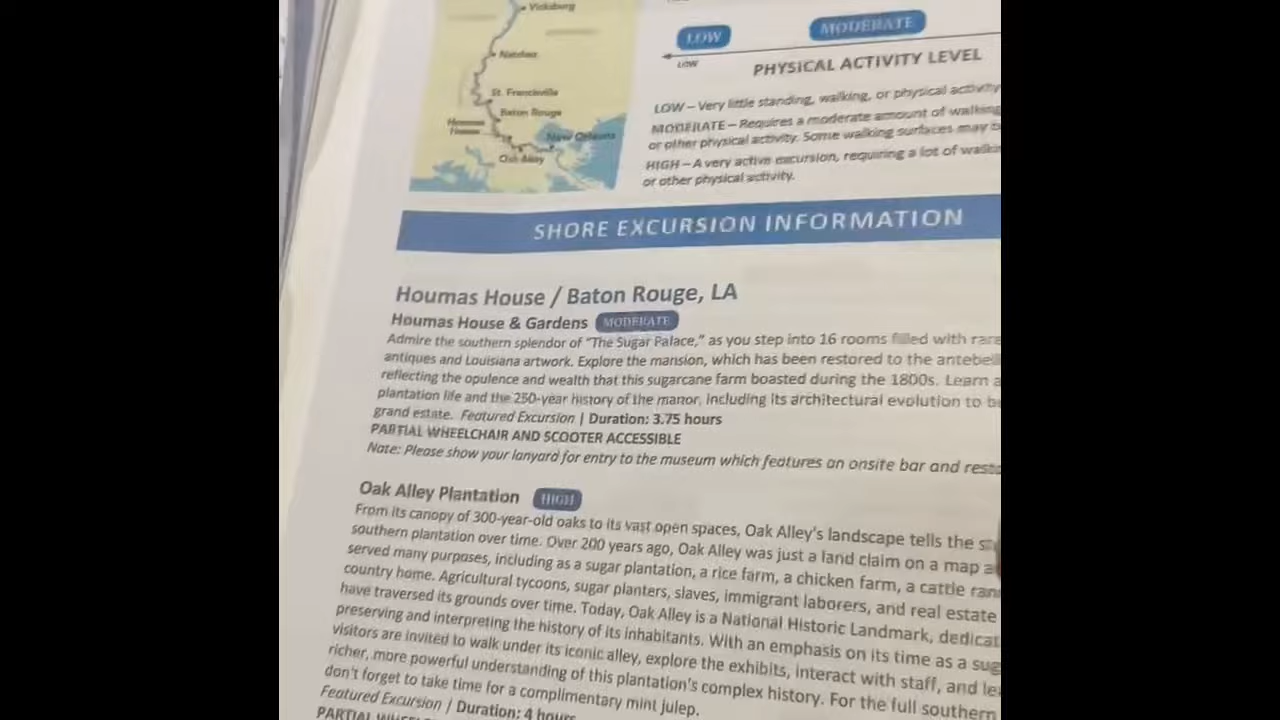 Vicksburg
Natchez
St. Francisville
Baton Rouge
Houmas
House
New Orleans
Oak Alley
LOW
MODERATE
LOW
PHYSICAL ACTIVITY LEVEL
LOW – Very little standing, walking, or physical activity
MODERATE – Requires a moderate amount of walking
or other physical activity. Some walking surfaces may
HIGH – A very active excursion, requiring a lot of
or other physical activity.
SHORE EXCURSION INFORMATION
Houmas House / Baton Rouge, LA
Houmas House & Gardens MODERATE
Admire the southern splendor of "The Sugar Palace," as you step into 16 rooms filled with rare
antiques and Louisiana artwork. Explore the mansion, which has been restored to the
reflecting the opulence and wealth that this sugarcane farm boasted during the 1800s. Learn
plantation life and the 250-year history of the manor, including its architectural evolution to
grand estate. Featured Excursion | Duration: 3.75 hours
PARTIAL WHEELCHAIR AND SCOOTER ACCESSIBLE
Note: Please show your lanyard for entry to the museum which features an onsite bar and
Oak Alley Plantation HIGH
From its canopy of 300-year-old oaks to its vast open spaces, Oak Alley's landscape tells the
southern plantation over time. Over 200 years ago, Oak Alley was just a land claim on a map
served many purposes, including as a sugar plantation, a rice farm, a chicken farm, a cattle
country home. Agricultural tycoons, sugar planters, slaves, immigrant laborers, and real estate
have traversed its grounds over time. Today, Oak Alley is a National Historic Landmark,
preserving and interpreting the history of its inhabitants. With an emphasis on its time as a
visitors are invited to walk under its iconic alley, explore the exhibits, interact with staff, and
richer, more powerful understanding of this plantation's complex history. For the full southern
don't forget to take time for a complimentary mint julep.
Featured Excursion / Duration: 4 hours
PARTIAL